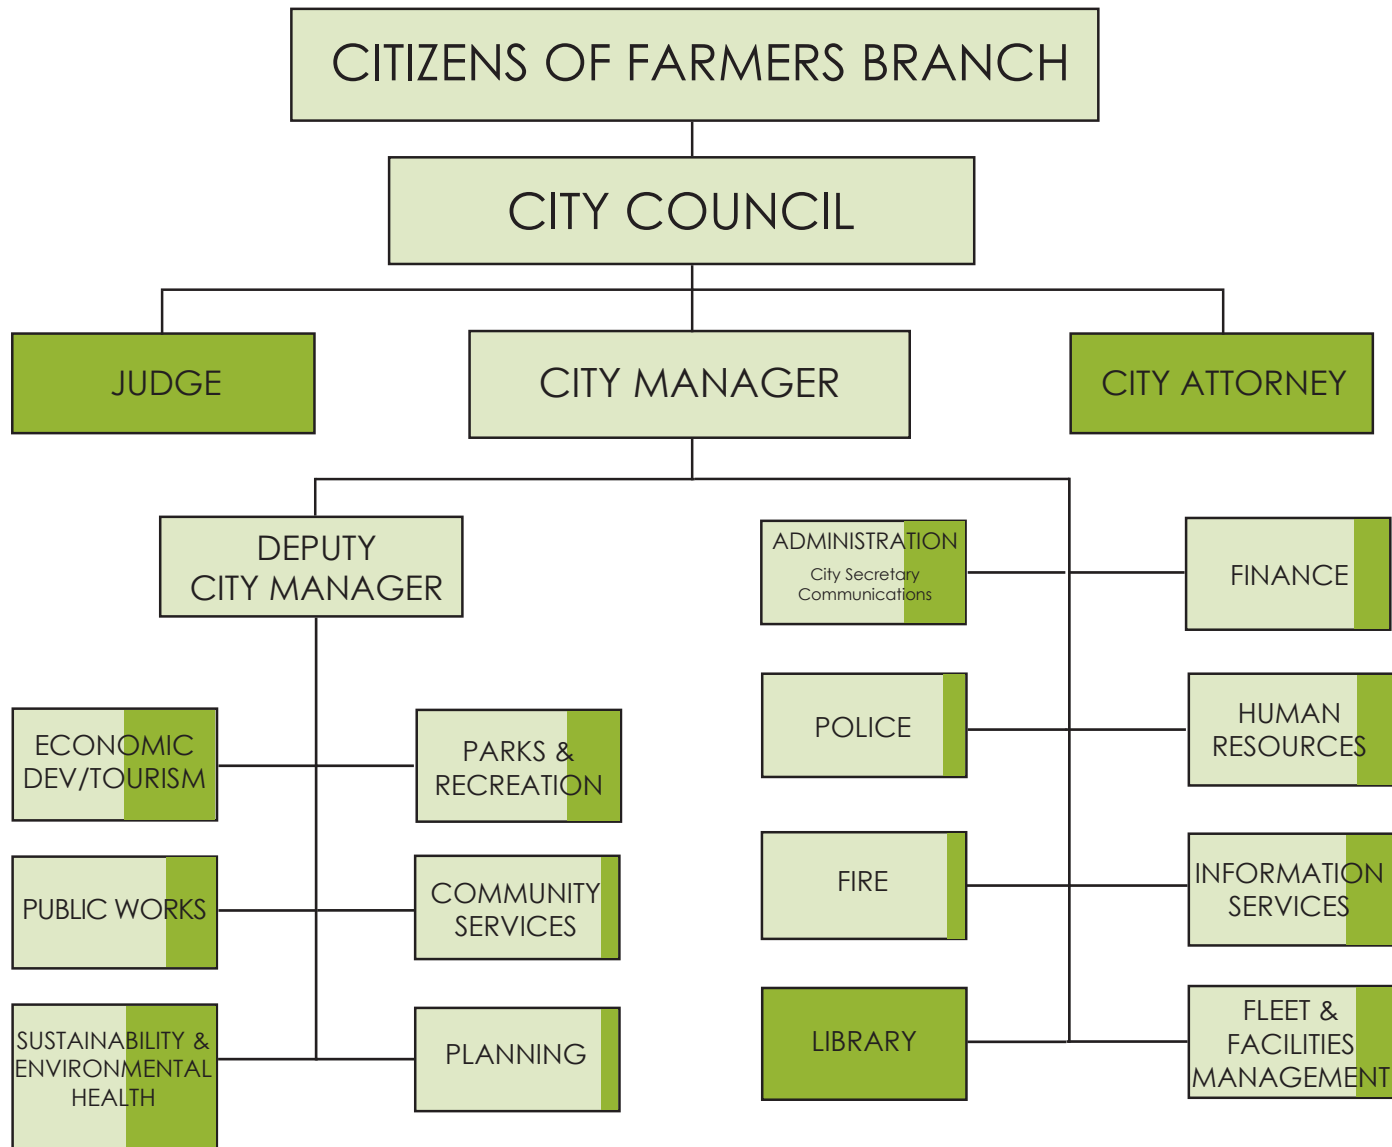 CITIZENS OF FARMERS BRANCH
CITY COUNCIL
JUDGE
CITY MANAGER
CITY ATTORNEY
DEPUTY
CITY MANAGER
ADMINISTRATION
City Secretary
Communications
FINANCE
ECONOMIC
DEV/TOURISM
PARKS &
RECREATION
POLICE
HUMAN
RESOURCES
PUBLIC WORKS
COMMUNITY
SERVICES
FIRE
INFORMATION
SERVICES
SUSTAINABILITY &
ENVIRONMENTAL
HEALTH
PLANNING
LIBRARY
FLEET &
FACILITIES
MANAGEMENT